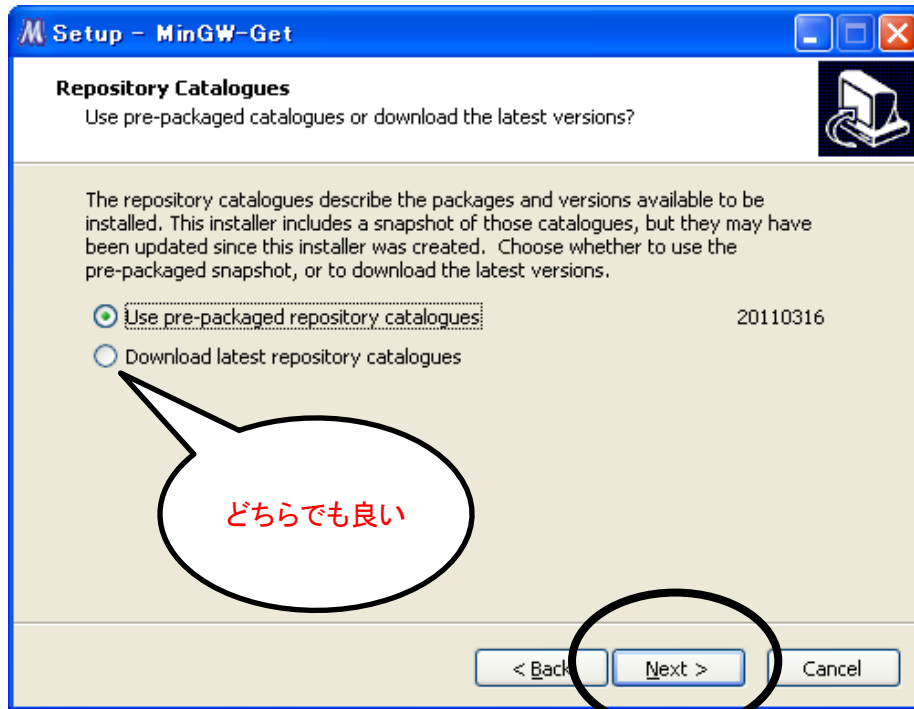 Setup - MinGW-Get
Repository Catalogues
Use pre-packaged catalogues or download the latest versions?
The repository catalogues describe the packages and versions available to be
installed. This installer includes a snapshot of those catalogues, but they may have
been updated since this installer was created.  Choose whether to use the
pre-packaged snapshot, or to download the latest versions.
Use pre-packaged repository catalogues 20110316
Download latest repository catalogues
どちらでも良い
< Back Next > Cancel